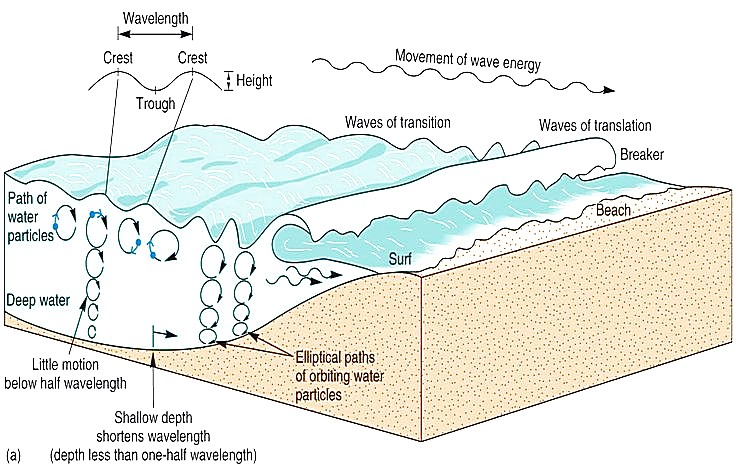 Wavelength
Crest
Crest
Height
Trough
Movement of wave energy
Waves of transition
Waves of translation
Breaker
Path of
water
particles
Beach
Surf
Deep water
Little motion
below half wavelength
Elliptical paths
of orbiting water
particles
Shallow depth
shortens wavelength
(depth less than one-half wavelength)
(a)